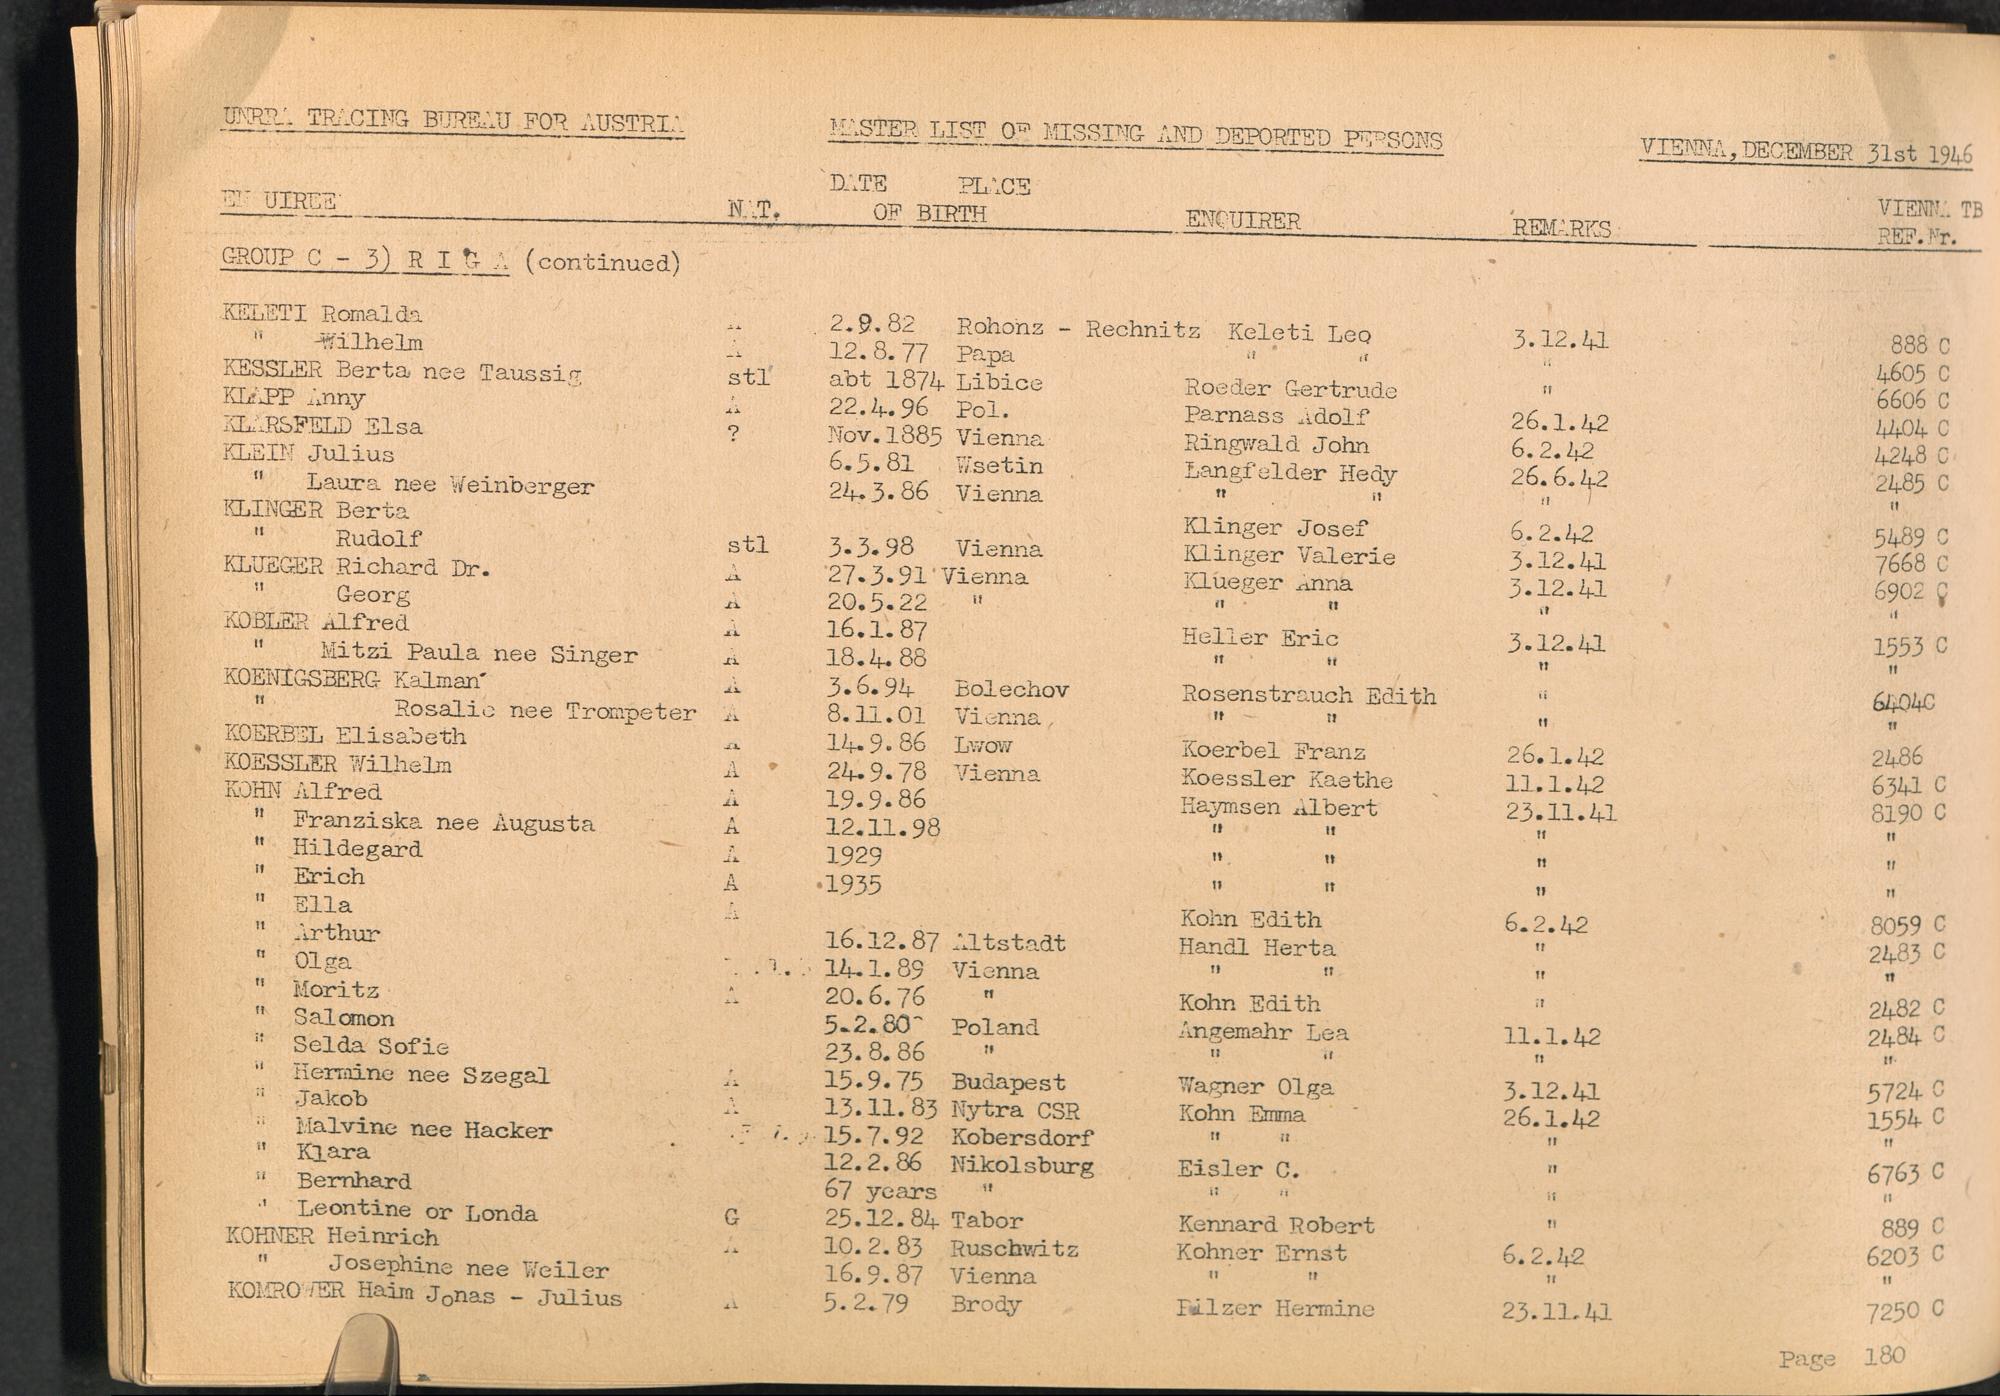 UNRRA TRACING BUREAU FOR AUSTRIA MASTER LIST OF MISSING AND DEPORTED PERSONS VIENNA, DECEMBER 31st 1946
DATE PLACE VIENNA TB
EN UIREE NAT. OF BIRTH ENQUIRER REMARKS REF.Nr.
GROUP C - 3) R I G A (continued)
KELETI Romalda A 2.9.82 Rohonz - Rechnitz Keleti Leo 3.12.41 888 C
" Wilhelm A 12.8.77 Papa " " " 4605 C
KESSLER Berta nee Taussig stl abt 1874 Libice Roeder Gertrude " 6606 C
KLAPP Anny A 22.4.96 Pol. Parnass Adolf 26.1.42 4404 C
KLARSFELD Elsa ? Nov.1885 Vienna Ringwald John 6.2.42 4248 C
KLEIN Julius 6.5.81 Wsetin Langfelder Hedy 26.6.42 2485 C
" Laura nee Weinberger 24.3.86 Vienna " " " "
KLINGER Berta Klinger Josef 6.2.42 5489 C
" Rudolf stl 3.3.98 Vienna Klinger Valerie 3.12.41 7668 C
KLUEGER Richard Dr. A 27.3.91 Vienna Klueger Anna 3.12.41 6902 C
" Georg A 20.5.22 " " " " "
KOBLER Alfred A 16.1.87 Heller Eric 3.12.41 1553 C
" Mitzi Paula nee Singer A 18.4.88 " " " "
KOENIGSBERG Kalman A 3.6.94 Bolechov Rosenstrauch Edith " 6404C
" Rosalie nee Trompeter A 8.11.01 Vienna " " " "
KOERBEL Elisabeth A 14.9.86 Lwow Koerbel Franz 26.1.42 2486
KOESSLER Wilhelm A 24.9.78 Vienna Koessler Kaethe 11.1.42 6341 C
KOHN Alfred A 19.9.86 Haymsen Albert 23.11.41 8190 C
" Franziska nee Augusta A 12.11.98 " " " "
" Hildegard A 1929 " " " "
" Erich A 1935 " " " "
" Ella A Kohn Edith 6.2.42 8059 C
" Arthur 16.12.87 Altstadt Handl Herta " 2483 C
" Olga 14.1.89 Vienna " " " "
" Moritz A 20.6.76 " Kohn Edith " 2482 C
" Salomon 5.2.80 Poland Angemahr Lea 11.1.42 2484 C
" Selda Sofie 23.8.86 " " " " "
" Hermine nee Szegal A 15.9.75 Budapest Wagner Olga 3.12.41 5724 C
" Jakob A 13.11.83 Nytra CSR Kohn Emma 26.1.42 1554 C
" Malvine nee Hacker 15.7.92 Kobersdorf " " " "
" Klara 12.2.86 Nikolsburg Eisler C. " 6763 C
" Bernhard 67 years " " " " "
" Leontine or Londa G 25.12.84 Tabor Kennard Robert " 889 C
KOHNER Heinrich A 10.2.83 Ruschwitz Kohner Ernst 6.2.42 6203 C
" Josephine nee Weiler 16.9.87 Vienna " " " "
KOMROWER Haim Jonas - Julius A 5.2.79 Brody Pilzer Hermine 23.11.41 7250 C
Page 180